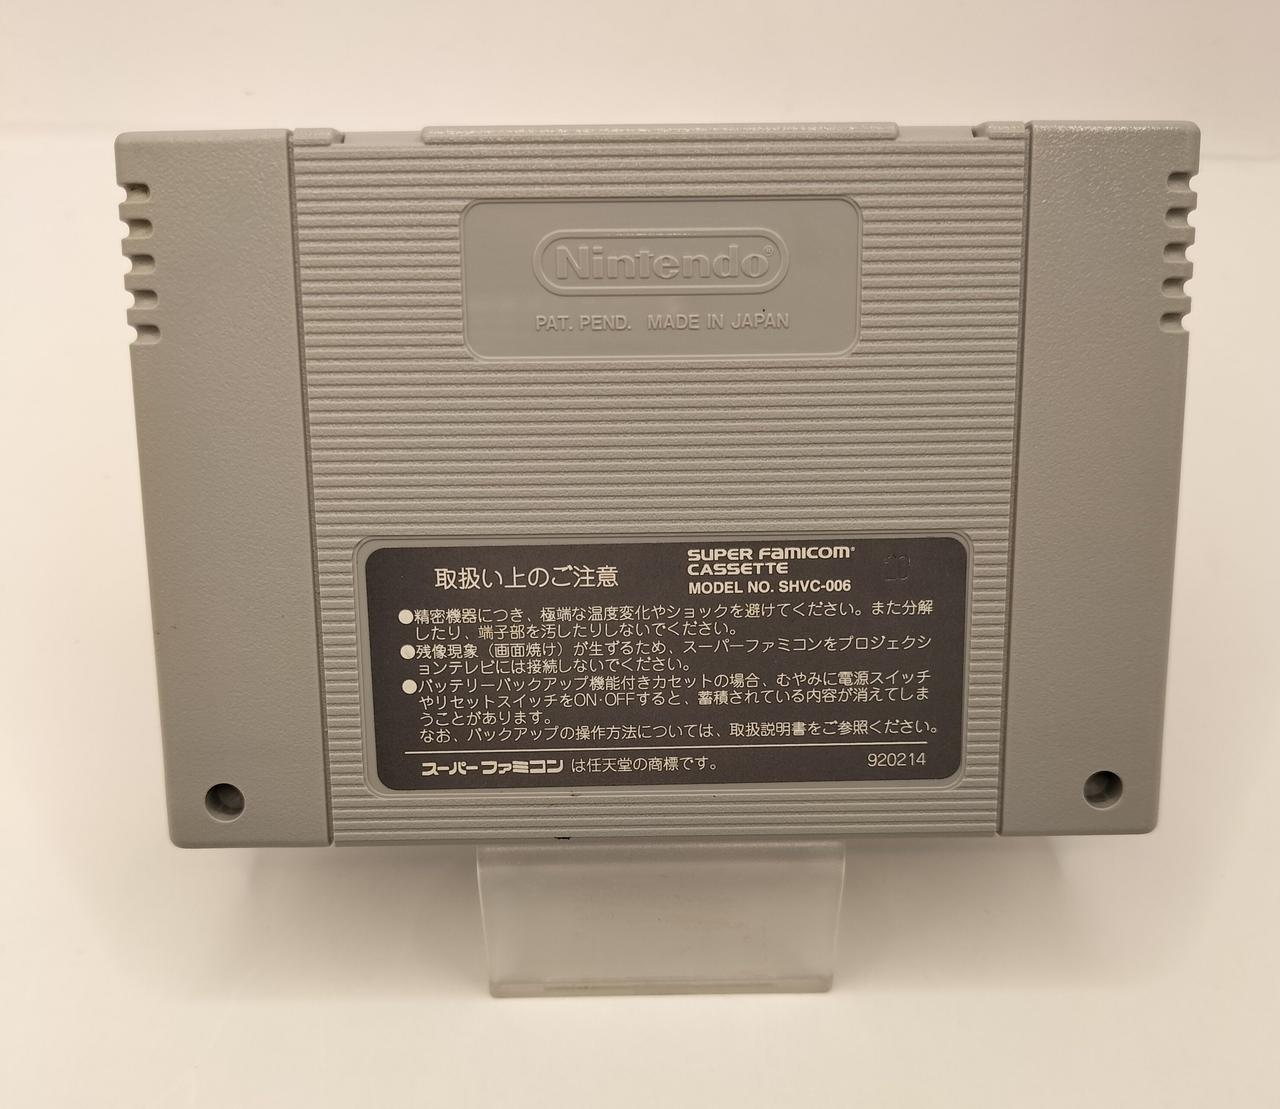 Nintendo®
PAT. PEND. MADE IN JAPAN
取扱い上のご注意
SUPER FAMICOM®
CASSETTE
MODEL NO. SHVC-006
10
●精密機器につき、極端な温度変化やショックを避けてください。また分解
したり、端子部を汚したりしないでください。
●残像現象（画面焼け）が生ずるため、スーパーファミコンをプロジェクシ
ョンテレビには接続しないでください。
●バッテリーバックアップ機能付きカセットの場合、むやみに電源スイッチ
やリセットスイッチをON·OFFすると、蓄積されている内容が消えてしま
うことがあります。
なお、バックアップの操作方法については、取扱説明書をご参照ください。
スーパーファミコンは任天堂の商標です。
920214